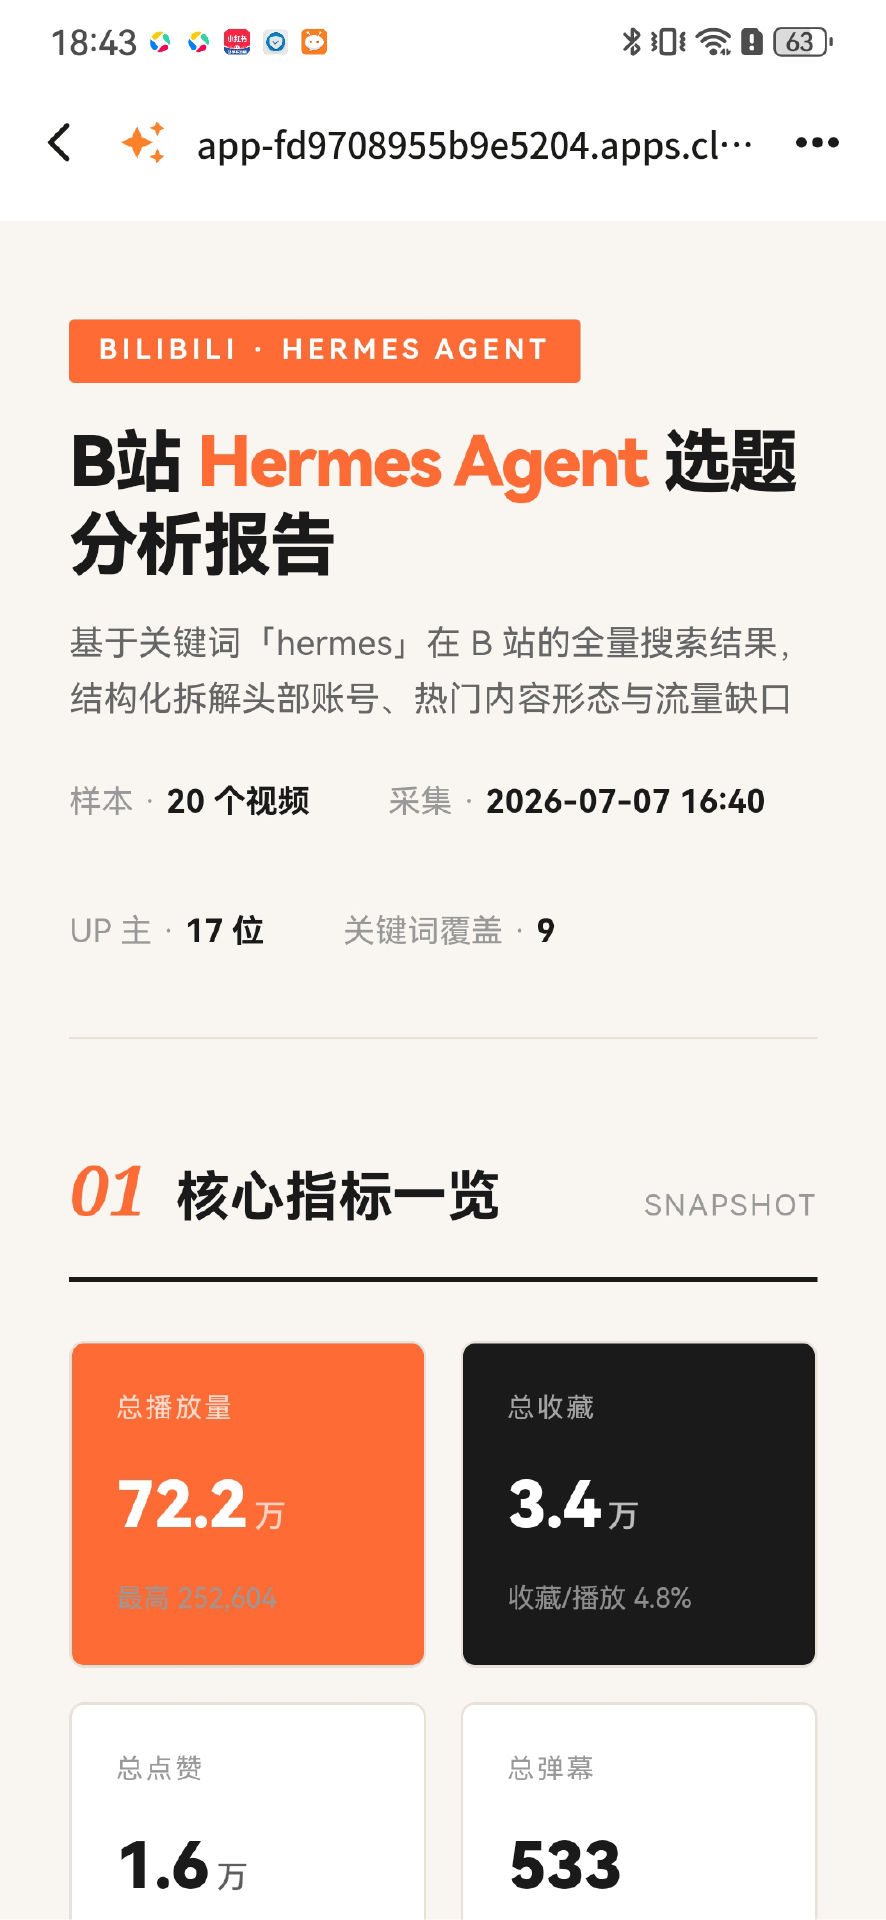 18:43
小红书
63
app-fd9708955b9e5204.apps.cl···
BILIBILI · HERMES AGENT
B站 Hermes Agent 选题
分析报告
基于关键词「hermes」在 B 站的全量搜索结果,
结构化拆解头部账号、热门内容形态与流量缺口
样本 · 20 个视频 采集 · 2026-07-07 16:40
UP 主 · 17 位 关键词覆盖 · 9
01 核心指标一览 SNAPSHOT
总播放量
72.2 万
最高 252,604
总收藏
3.4 万
收藏/播放 4.8%
总点赞
1.6 万
总弹幕
533